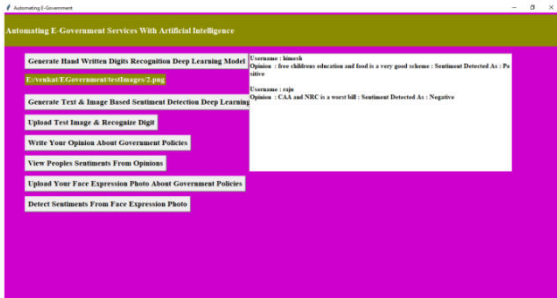 Automating E-Government
Automating E-Government Services With Artificial Intelligence
Generate Hand Written Digits Recognition Deep Learning Model
E:/venkat/EGovernment/testImages/2.png
Generate Text & Image Based Sentiment Detection Deep Learning
Upload Test Image & Recognize Digit
Write Your Opinion About Government Policies
View Peoples Sentiments From Opinions
Upload Your Face Expression Photo About Government Policies
Detect Sentiments From Face Expression Photo
Username : himesh
Opinion : free childrens education and food is a very good scheme : Sentiment Detected As : Po
sitive
Username : raju
Opinion : CAA and NRC is a worst bill : Sentiment Detected As : Negative